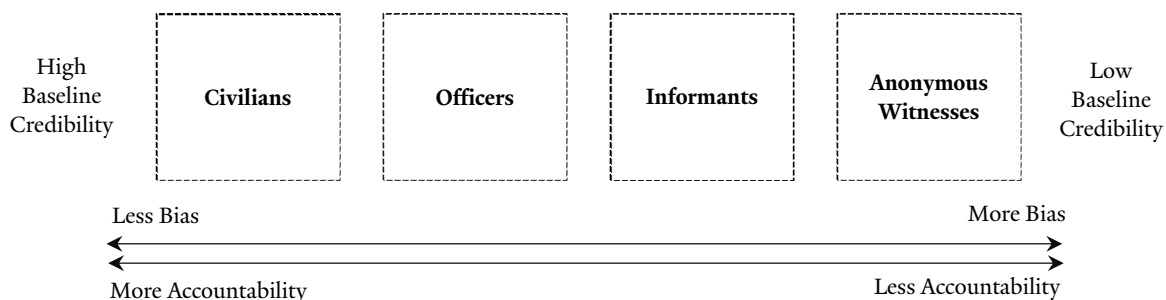 High
Baseline
Credibility
Civilians
Officers
Informants
Anonymous
Witnesses
Low
Baseline
Credibility
Less Bias
More Bias
More Accountability
Less Accountability